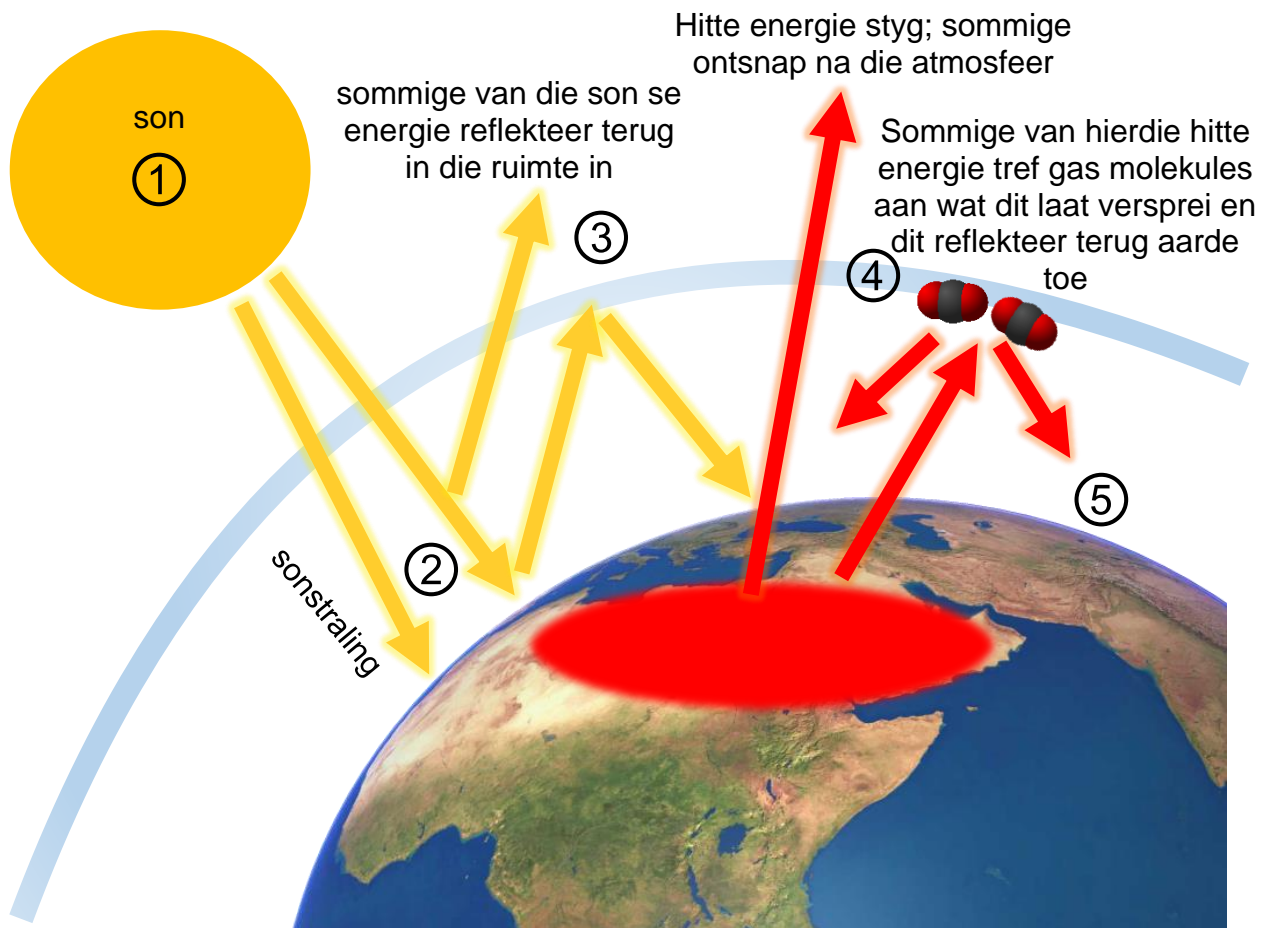 son
1
sommige van die son se
energie reflekteer terug
in die ruimte in
3
Hitte energie styg; sommige
ontsnap na die atmosfeer
Sommige van hierdie hitte
energie tref gas molekules
aan wat dit laat versprei en
dit reflekteer terug aarde
toe
4
5
2
sonstraling